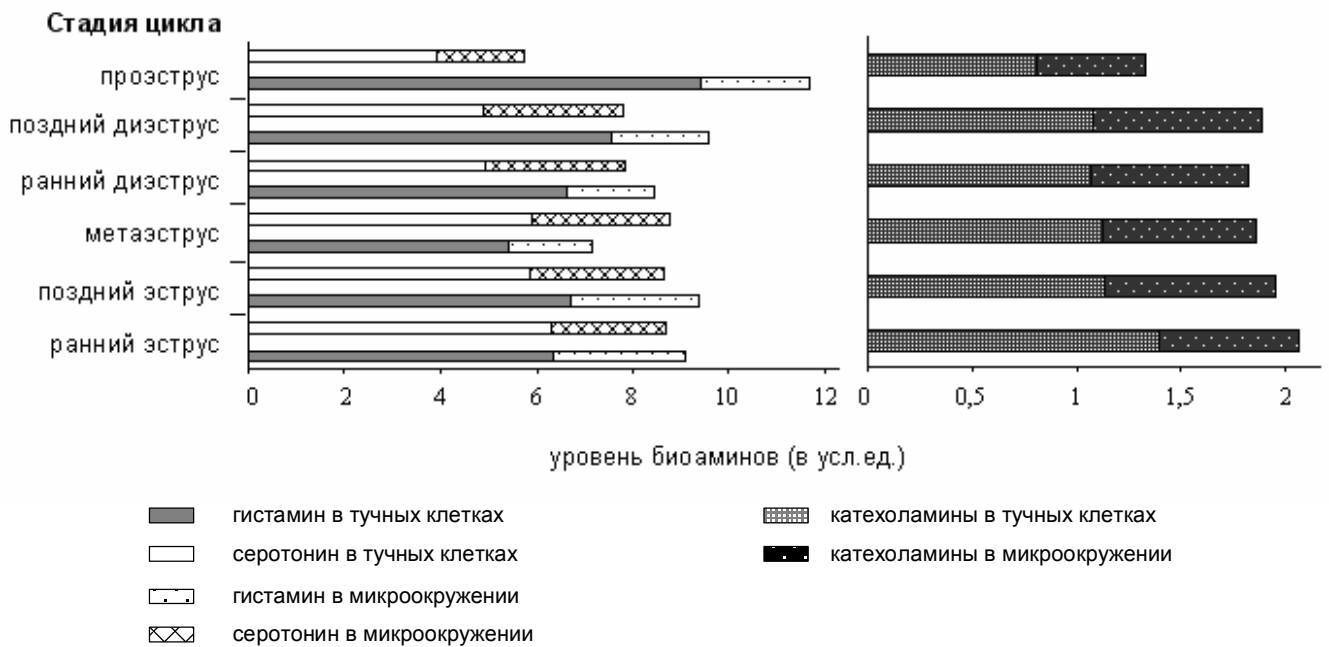 Стадия цикла
проэструс
поздний диэструс
ранний диэструс
метаэструс
поздний эструс
ранний эструс
0 2 4 6 8 10 12 0 0,5 1 1,5 2
уровень биоаминов (в усл.ед.)
гистамин в тучных клетках
серотонин в тучных клетках
гистамин в микроокружении
серотонин в микроокружении
катехоламины в тучных клетках
катехоламины в микроокружении